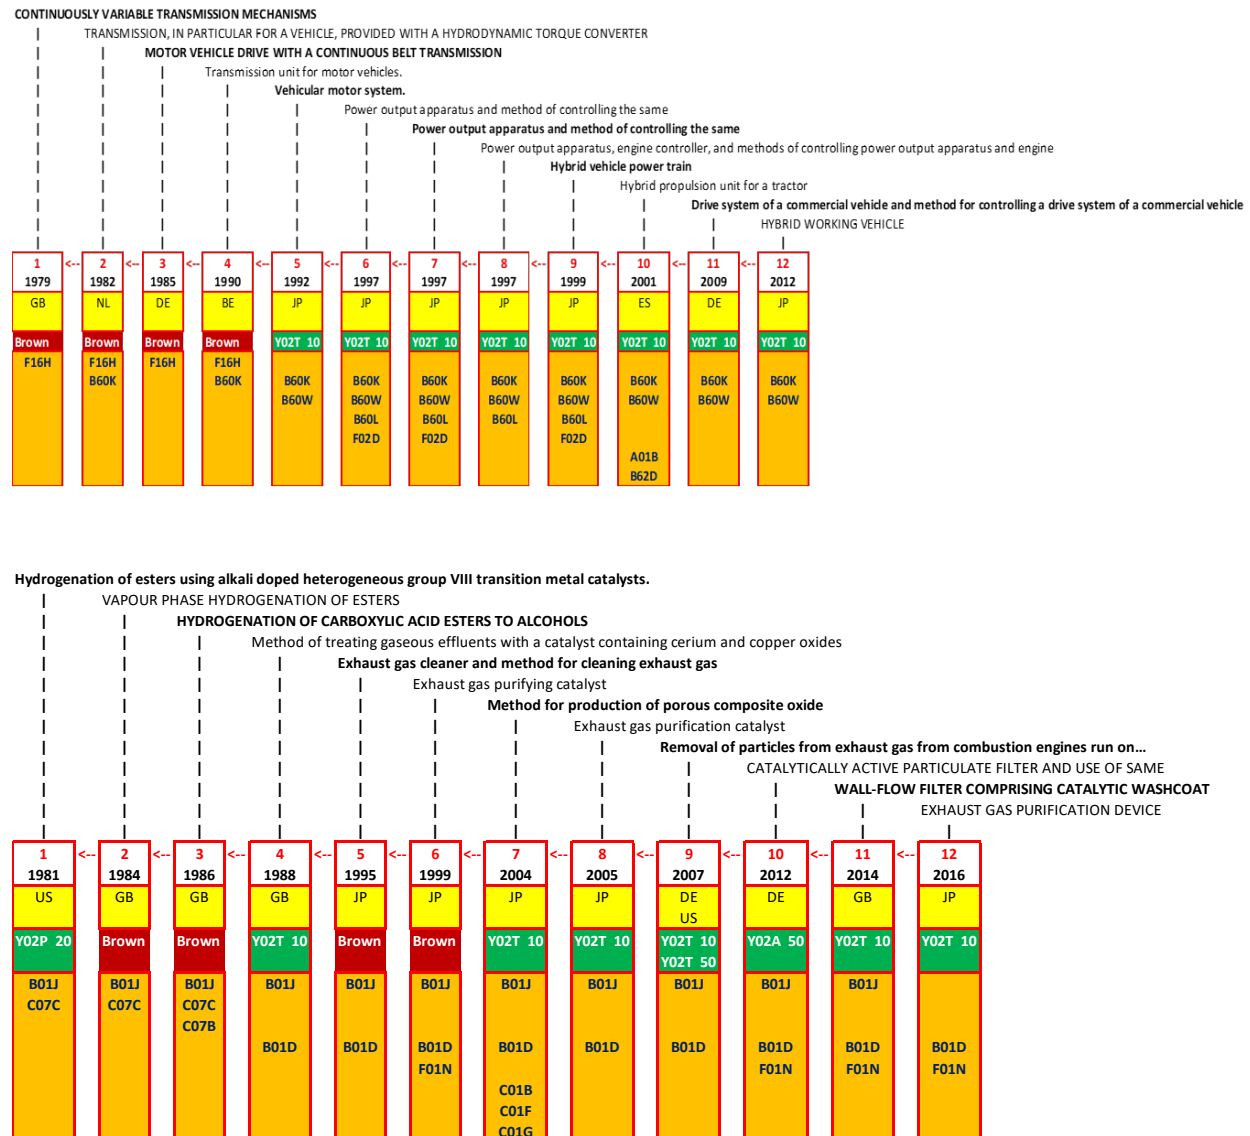 CONTINUOUSLY VARIABLE TRANSMISSION MECHANISMS
TRANSMISSION, IN PARTICULAR FOR A VEHICLE, PROVIDED WITH A HYDRODYNAMIC TORQUE CONVERTER
MOTOR VEHICLE DRIVE WITH A CONTINUOUS BELT TRANSMISSION
Transmission unit for motor vehicles.
Vehicular motor system.
Power output apparatus and method of controlling the same
Power output apparatus and method of controlling the same
Power output apparatus, engine controller, and methods of controlling power output apparatus and engine
Hybrid vehicle power train
Hybrid propulsion unit for a tractor
Drive system of a commercial vehicle and method for controlling a drive system of a commercial vehicle
HYBRID WORKING VEHICLE
1 <-- 2 <-- 3 <-- 4 <-- 5 <-- 6 <-- 7 <-- 8 <-- 9 <-- 10 <-- 11 <-- 12
1979 1982 1985 1990 1992 1997 1997 1997 1999 2001 2009 2012
GB NL DE BE JP JP JP JP JP ES DE JP
Brown Brown Brown Brown Y02T 10 Y02T 10 Y02T 10 Y02T 10 Y02T 10 Y02T 10 Y02T 10 Y02T 10
F16H F16H F16H F16H
B60K B60K B60K B60K B60K B60K B60K B60K B60K B60K
B60W B60W B60W B60W B60W B60W B60W B60W
B60L B60L B60L B60L
F02D F02D F02D
A01B
B62D
Hydrogenation of esters using alkali doped heterogeneous group VIII transition metal catalysts.
VAPOUR PHASE HYDROGENATION OF ESTERS
HYDROGENATION OF CARBOXYLIC ACID ESTERS TO ALCOHOLS
Method of treating gaseous effluents with a catalyst containing cerium and copper oxides
Exhaust gas cleaner and method for cleaning exhaust gas
Exhaust gas purifying catalyst
Method for production of porous composite oxide
Exhaust gas purification catalyst
Removal of particles from exhaust gas from combustion engines run on...
CATALYTICALLY ACTIVE PARTICULATE FILTER AND USE OF SAME
WALL-FLOW FILTER COMPRISING CATALYTIC WASHCOAT
EXHAUST GAS PURIFICATION DEVICE
1 <-- 2 <-- 3 <-- 4 <-- 5 <-- 6 <-- 7 <-- 8 <-- 9 <-- 10 <-- 11 <-- 12
1981 1984 1986 1988 1995 1999 2004 2005 2007 2012 2014 2016
US GB GB GB JP JP JP JP DE DE GB JP
US
Y02P 20 Brown Brown Y02T 10 Brown Brown Y02T 10 Y02T 10 Y02T 10 Y02A 50 Y02T 10 Y02T 10
Y02T 50
B01J B01J B01J B01J B01J B01J B01J B01J B01J B01J B01J
C07C C07C C07C
C07B
B01D B01D B01D B01D B01D B01D B01D B01D B01D
F01N F01N F01N F01N
C01B
C01F
C01G